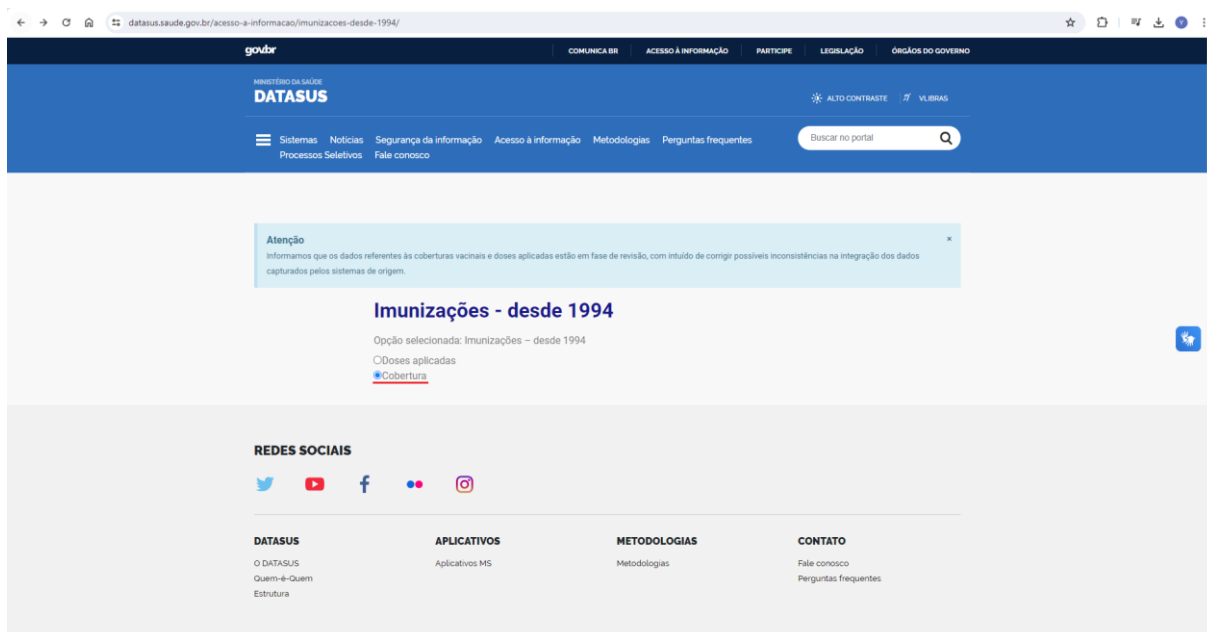 datasus.saude.gov.br/acesso-a-informacao/imunizacoes-desde-1994/
gov.br
COMUNICA BR
ACESSO À INFORMAÇÃO
PARTICIPE
LEGISLAÇÃO
ÓRGÃOS DO GOVERNO
MINISTÉRIO DA SAÚDE
DATASUS
ALTO CONTRASTE
VLIBRAS
Sistemas Notícias Segurança da informação Acesso à informação Metodologias Perguntas frequentes
Processos Seletivos Fale conosco
Buscar no portal
Atenção
Informamos que os dados referentes às coberturas vacinais e doses aplicadas estão em fase de revisão, com intuído de corrigir possíveis inconsistências na integração dos dados
capturados pelos sistemas de origem.
Imunizações - desde 1994
Opção selecionada: Imunizações – desde 1994
Doses aplicadas
Cobertura
REDES SOCIAIS
DATASUS
O DATASUS
Quem-é-Quem
Estrutura
APLICATIVOS
Aplicativos MS
METODOLOGIAS
Metodologias
CONTATO
Fale conosco
Perguntas frequentes